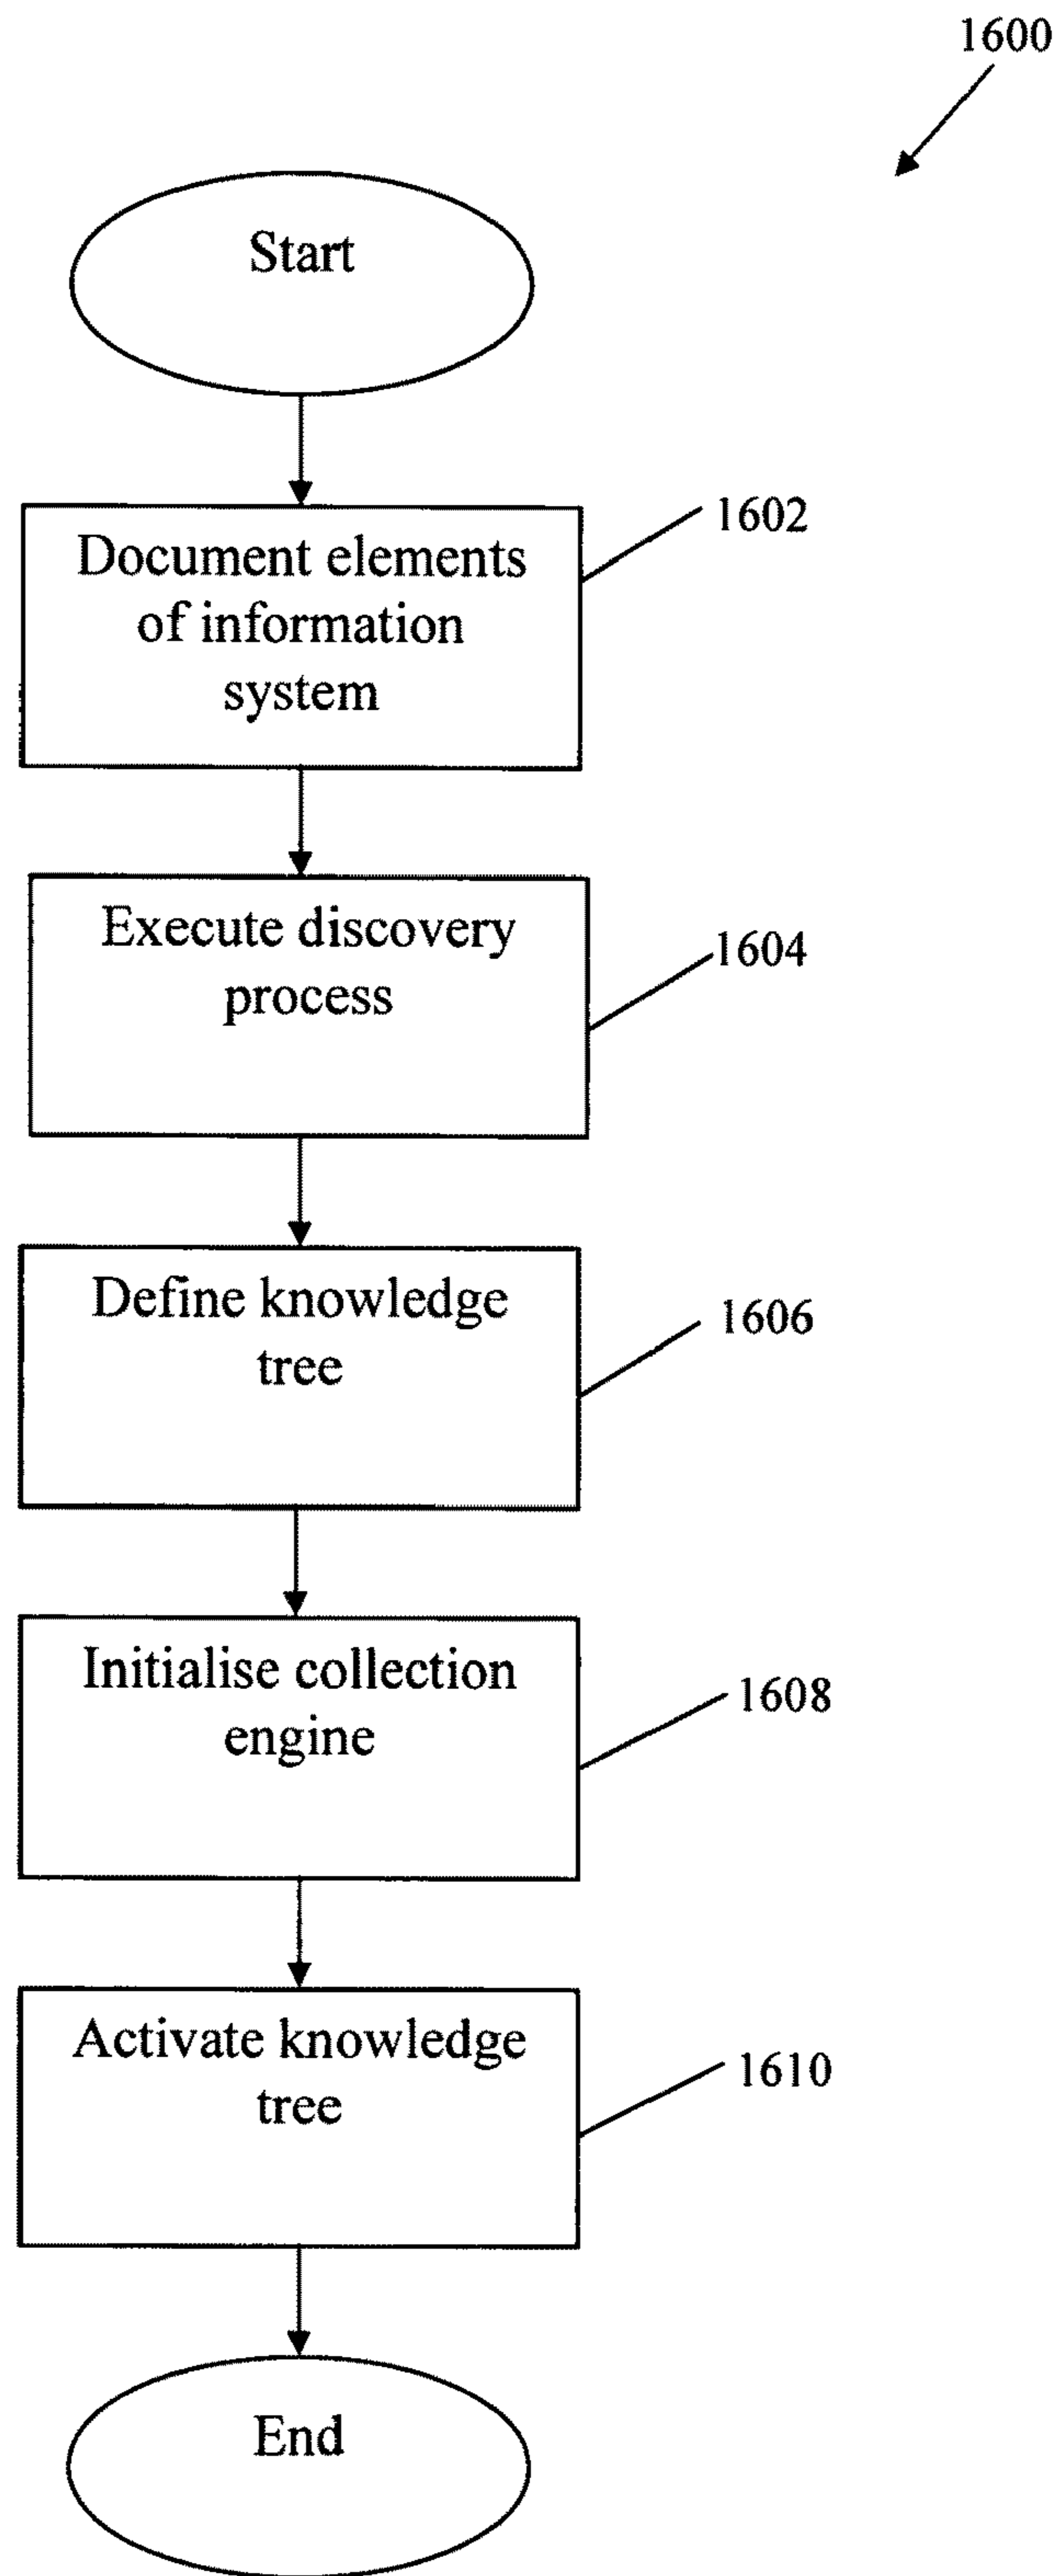 1600
Start
Document elements
of information
system
1602
Execute discovery
process
1604
Define knowledge
tree
1606
Initialise collection
engine
1608
Activate knowledge
tree
1610
End